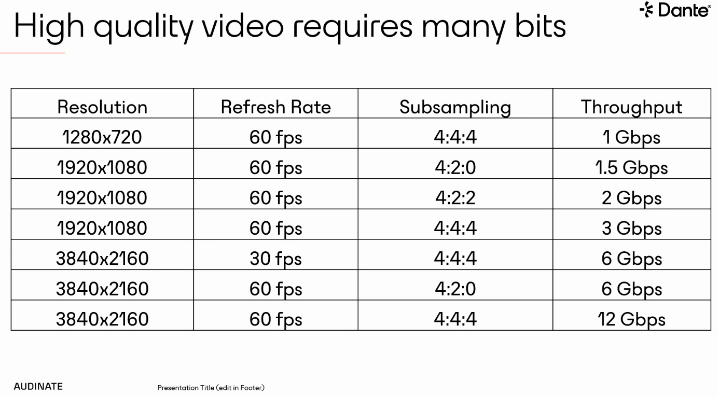 High quality video requires many bits
Dante
Resolution Refresh Rate Subsampling Throughput
1280x720 60 fps 4:4:4 1 Gbps
1920x1080 60 fps 4:2:0 1.5 Gbps
1920x1080 60 fps 4:2:2 2 Gbps
1920x1080 60 fps 4:4:4 3 Gbps
3840x2160 30 fps 4:4:4 6 Gbps
3840x2160 60 fps 4:2:0 6 Gbps
3840x2160 60 fps 4:4:4 12 Gbps
AUDINATE Presentation Title (edit in Footer)